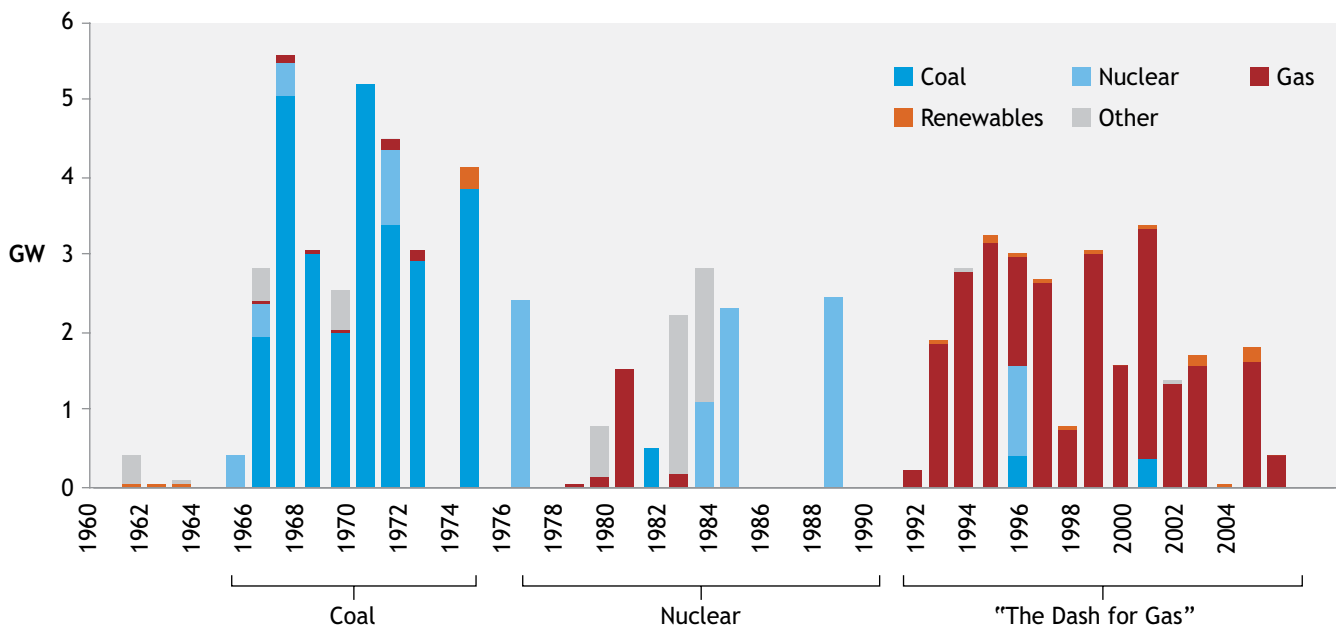 6
5
4
3
2
1
0
GW
Coal Nuclear Gas
Renewables Other
1960 1962 1964 1966 1968 1970 1972 1974 1976 1978 1980 1982 1984 1986 1988 1990 1992 1994 1996 1998 2000 2002 2004
Coal Nuclear "The Dash for Gas"